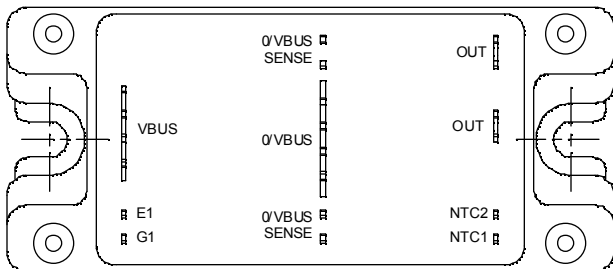 0/VBUS
SENSE
OUT
VBUS
0/VBUS
OUT
E1
G1
0/VBUS
SENSE
NTC2
NTC1